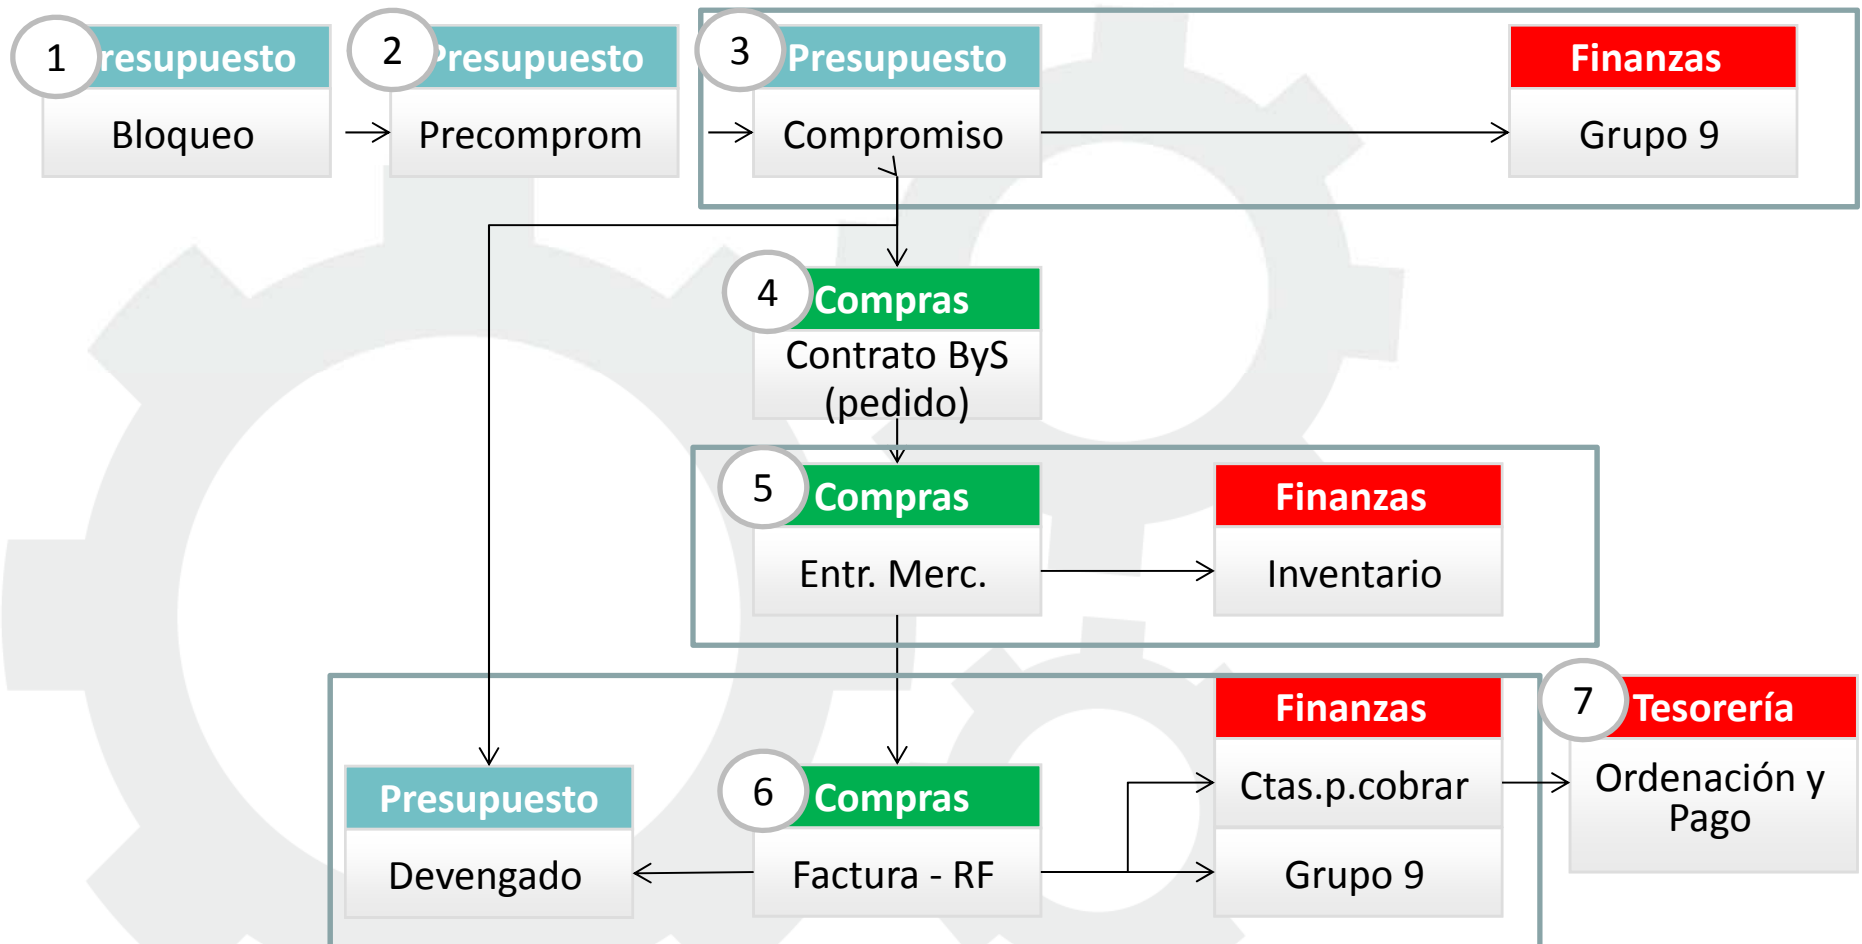 1
resupuesto
Bloqueo
2
Presupuesto
Precomprom
3
Presupuesto
Compromiso
Finanzas
Grupo 9
4
Compras
Contrato ByS
(pedido)
5
Compras
Entr. Merc.
Finanzas
Inventario
Presupuesto
Devengado
6
Compras
Factura - RF
Finanzas
Ctas.p.cobrar
Grupo 9
7
Tesorería
Ordenación y
Pago